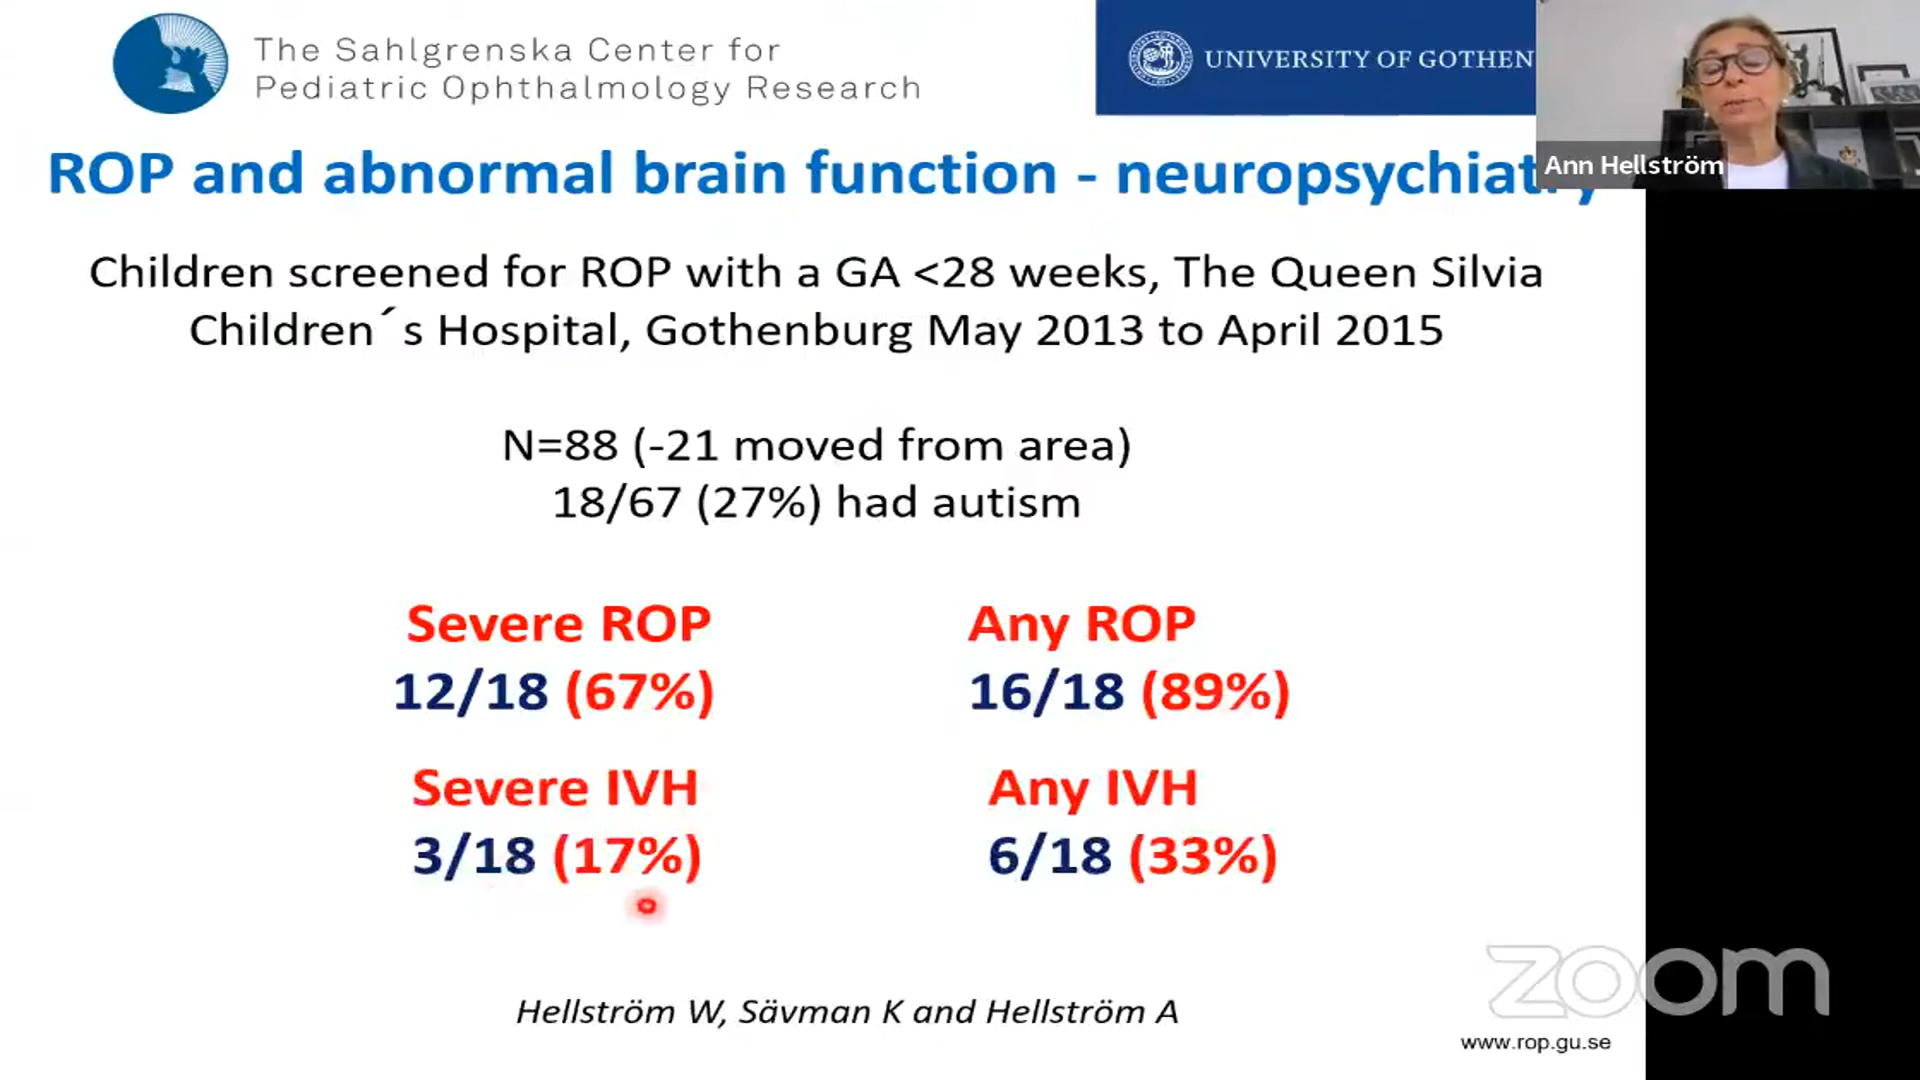 The Sahlgrenska Center for
Pediatric Ophthalmology Research
UNIVERSITY OF GOTHEN
Ann Hellström
ROP and abnormal brain function - neuropsychiatry
Children screened for ROP with a GA <28 weeks, The Queen Silvia
Children´s Hospital, Gothenburg May 2013 to April 2015
N=88 (-21 moved from area)
18/67 (27%) had autism
Severe ROP
12/18 (67%)
Any ROP
16/18 (89%)
Severe IVH
3/18 (17%)
Any IVH
6/18 (33%)
Hellström W, Sävman K and Hellström A
zoom
www.rop.gu.se